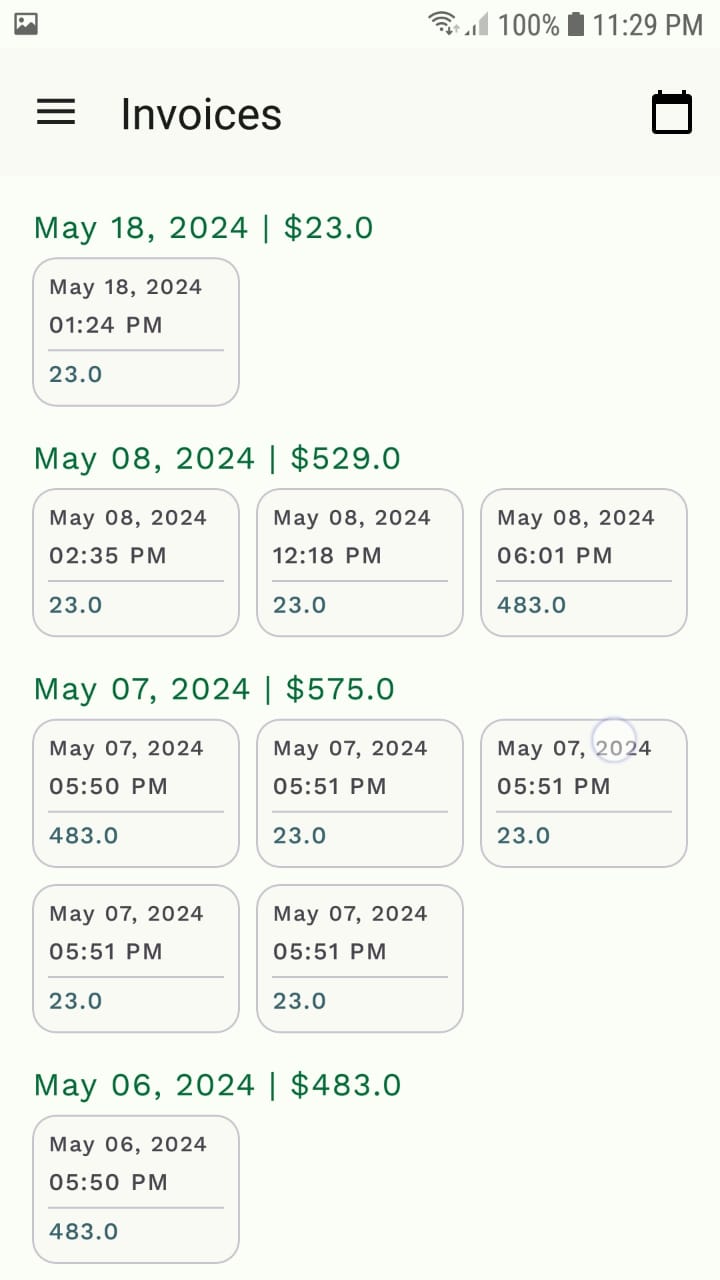 100% 11:29 PM
Invoices
May 18, 2024 | $23.0
May 18, 2024
01:24 PM
23.0
May 08, 2024 | $529.0
May 08, 2024
02:35 PM
23.0
May 08, 2024
12:18 PM
23.0
May 08, 2024
06:01 PM
483.0
May 07, 2024 | $575.0
May 07, 2024
05:50 PM
483.0
May 07, 2024
05:51 PM
23.0
May 07, 2024
05:51 PM
23.0
May 07, 2024
05:51 PM
23.0
May 07, 2024
05:51 PM
23.0
May 06, 2024 | $483.0
May 06, 2024
05:50 PM
483.0